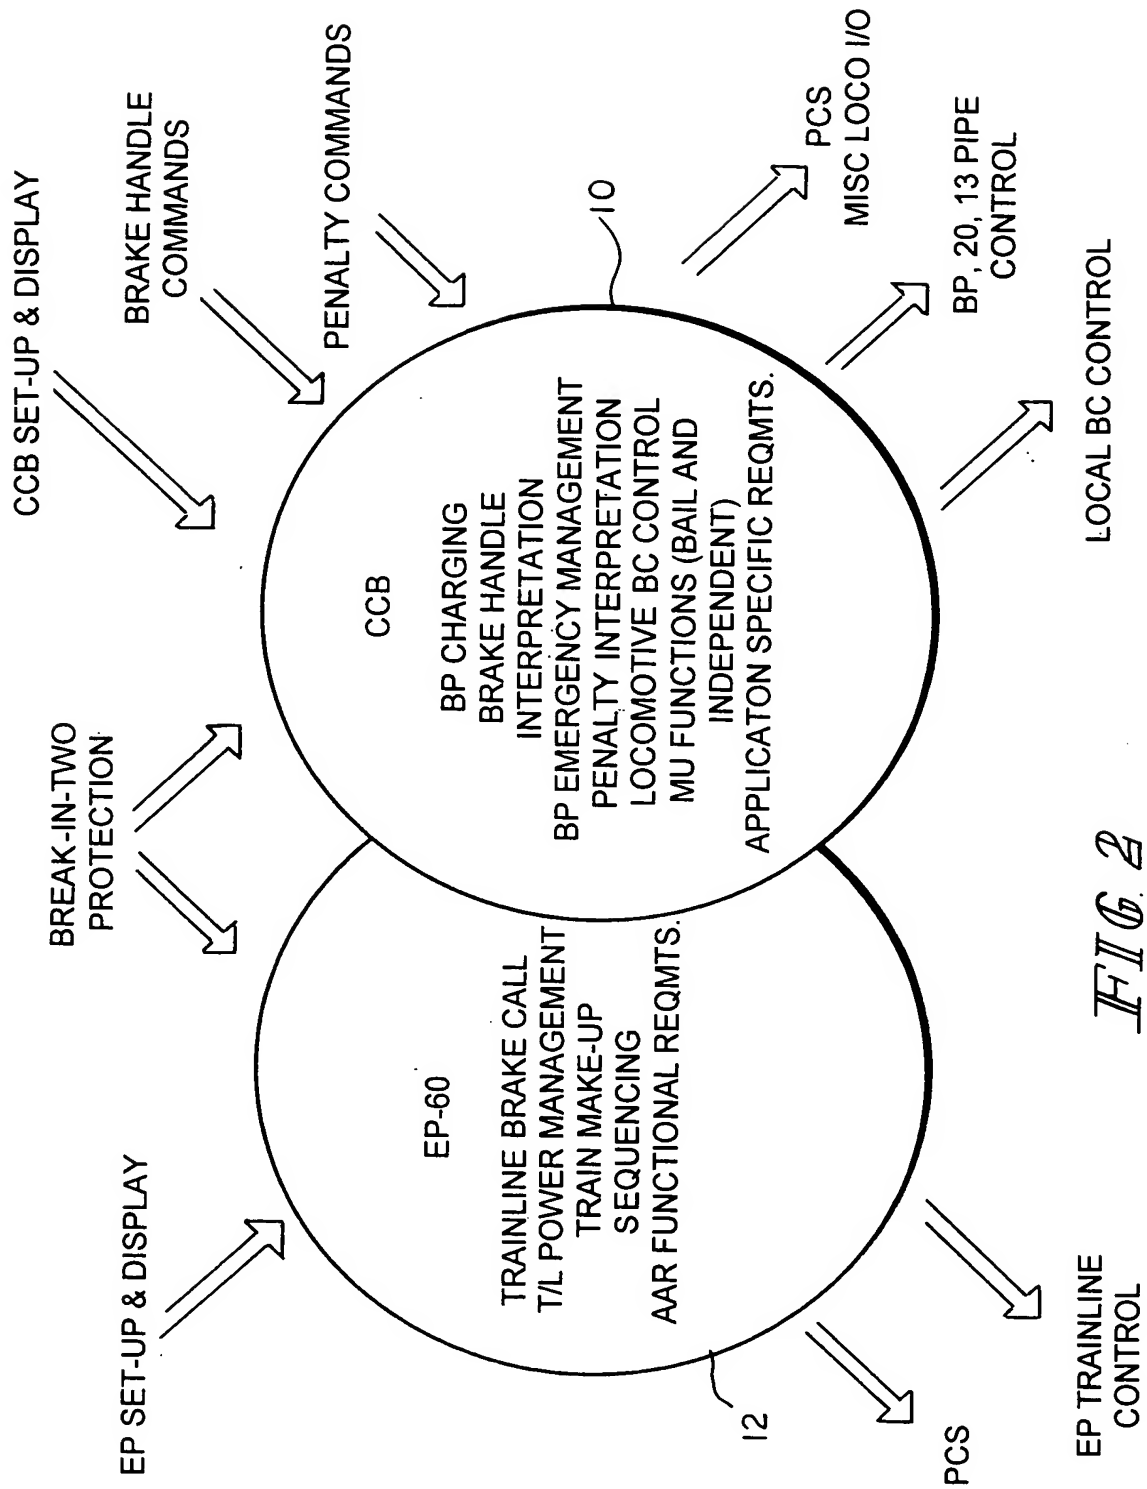 EP SET-UP & DISPLAY
BREAK-IN-TWO
PROTECTION
CCB SET-UP & DISPLAY
BRAKE HANDLE
COMMANDS
PENALTY COMMANDS
EP-60
TRAINLINE BRAKE CALL
T/L POWER MANAGEMENT
TRAIN MAKE-UP
SEQUENCING
AAR FUNCTIONAL REQMTS.
CCB
BP CHARGING
BRAKE HANDLE
INTERPRETATION
BP EMERGENCY MANAGEMENT
PENALTY INTERPRETATION
LOCOMOTIVE BC CONTROL
MU FUNCTIONS (BAIL AND
INDEPENDENT)
APPLICATON SPECIFIC REQMTS.
10
12
PCS
MISC LOCO I/O
BP, 20, 13 PIPE
CONTROL
LOCAL BC CONTROL
PCS
EP TRAINLINE
CONTROL
FIG. 2